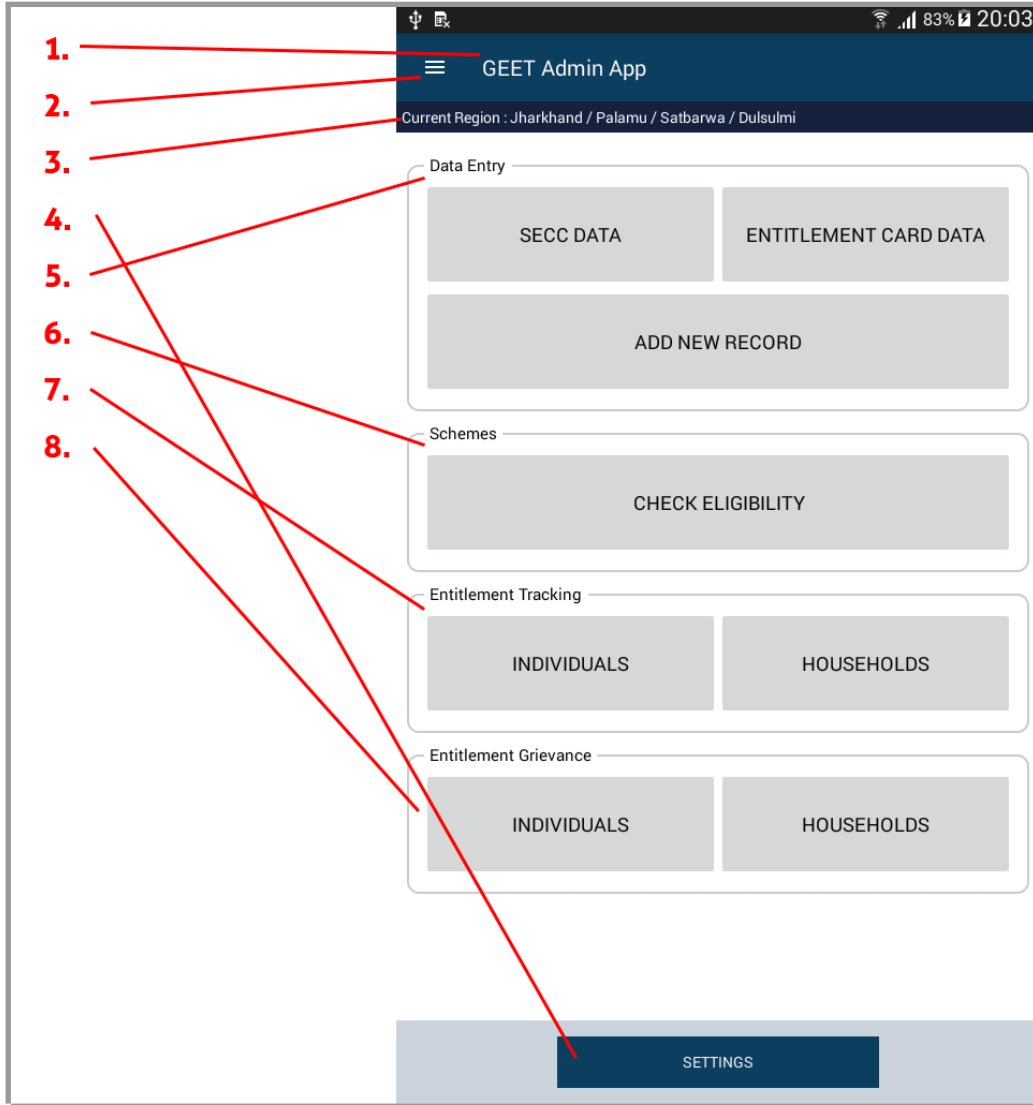 83% 20:03
1.
GEET Admin App
2.
Current Region : Jharkhand / Palamu / Satbarwa / Dulsulmi
3.
Data Entry
4.
SECC DATA ENTITLEMENT CARD DATA
5.
6.
ADD NEW RECORD
7.
8.
Schemes
CHECK ELIGIBILITY
Entitlement Tracking
INDIVIDUALS HOUSEHOLDS
Entitlement Grievance
INDIVIDUALS HOUSEHOLDS
SETTINGS